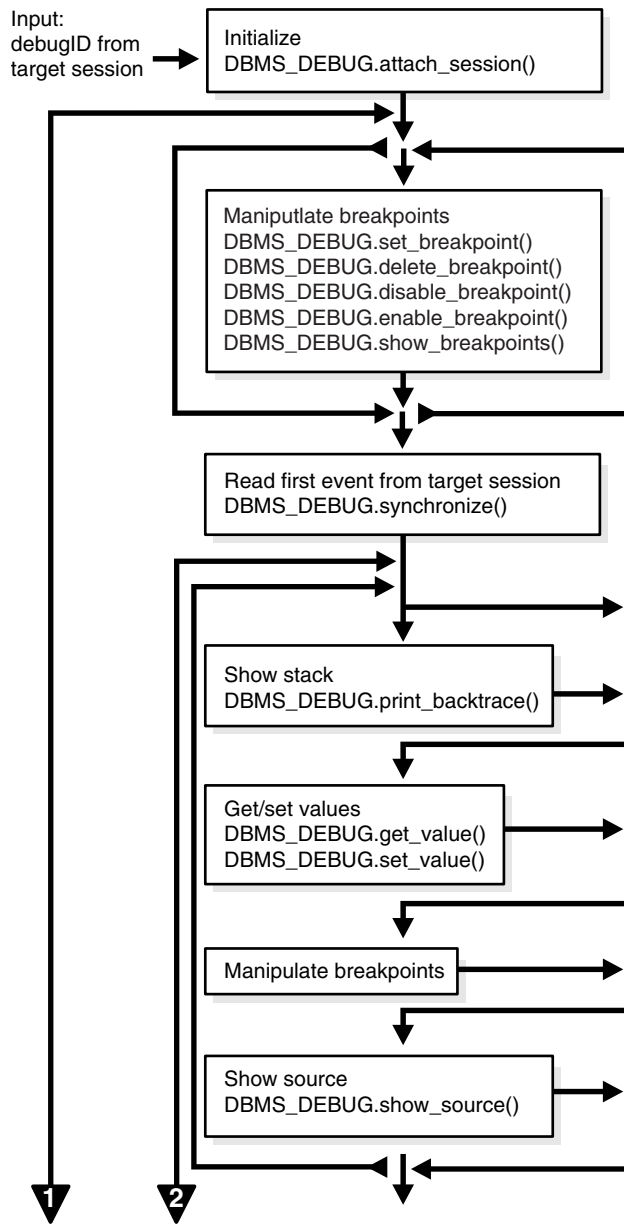 Input:
debugID from
target session
Initialize
DBMS_DEBUG.attach_session()
Maniputlate breakpoints
DBMS_DEBUG.set_breakpoint()
DBMS_DEBUG.delete_breakpoint()
DBMS_DEBUG.disable_breakpoint()
DBMS_DEBUG.enable_breakpoint()
DBMS_DEBUG.show_breakpoints()
Read first event from target session
DBMS_DEBUG.synchronize()
Show stack
DBMS_DEBUG.print_backtrace()
Get/set values
DBMS_DEBUG.get_value()
DBMS_DEBUG.set_value()
Manipulate breakpoints
Show source
DBMS_DEBUG.show_source()
1
2